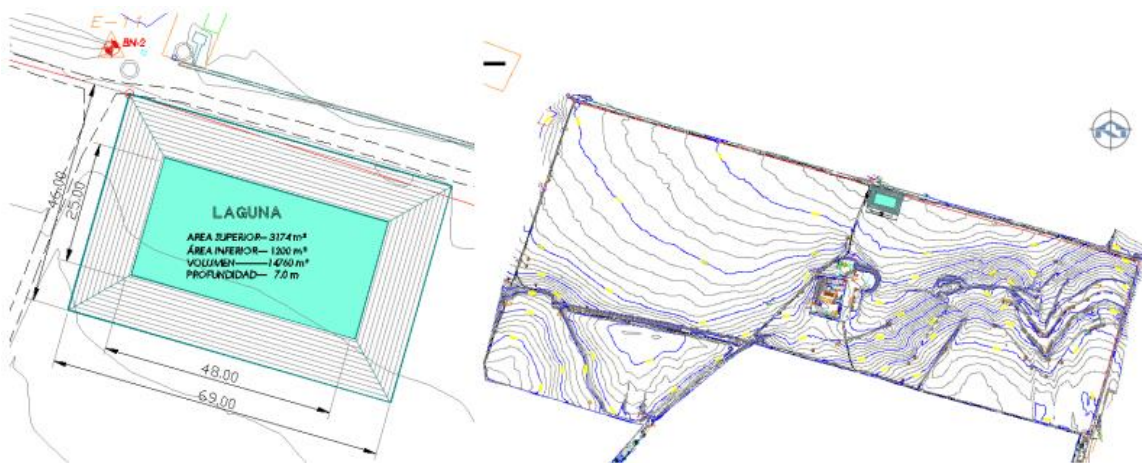 E-11
BN-2
46.00
25.00
LAGUNA
AREA SUPERIOR— 3174 m²
ÁREA INFERIOR— 1200 m²
VOLUMEN———14760 m³
PROFUNDIDAD— 7.0 m
48.00
69.00